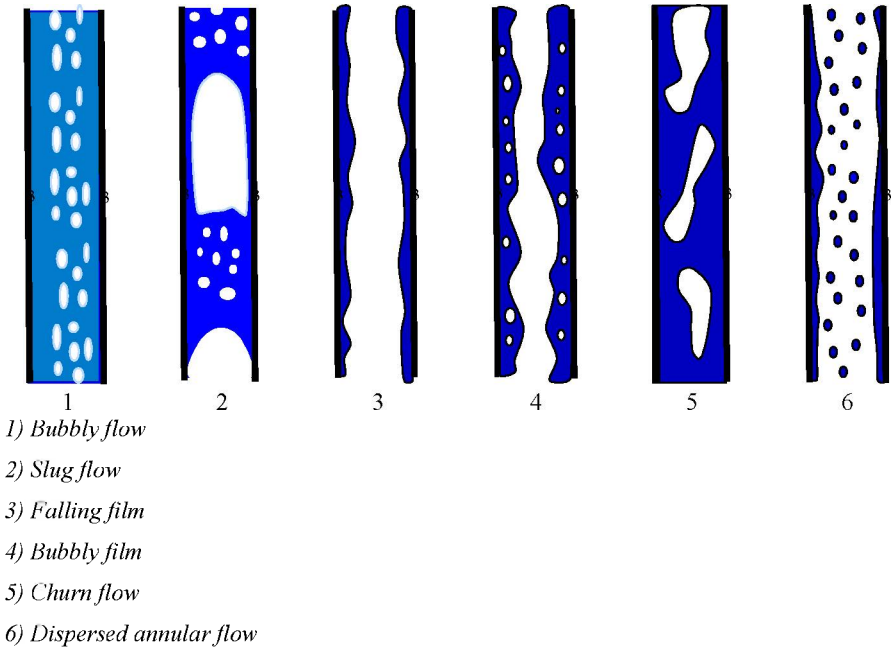 1 2 3 4 5 6
1) Bubbly flow
2) Slug flow
3) Falling film
4) Bubbly film
5) Churn flow
6) Dispersed annular flow